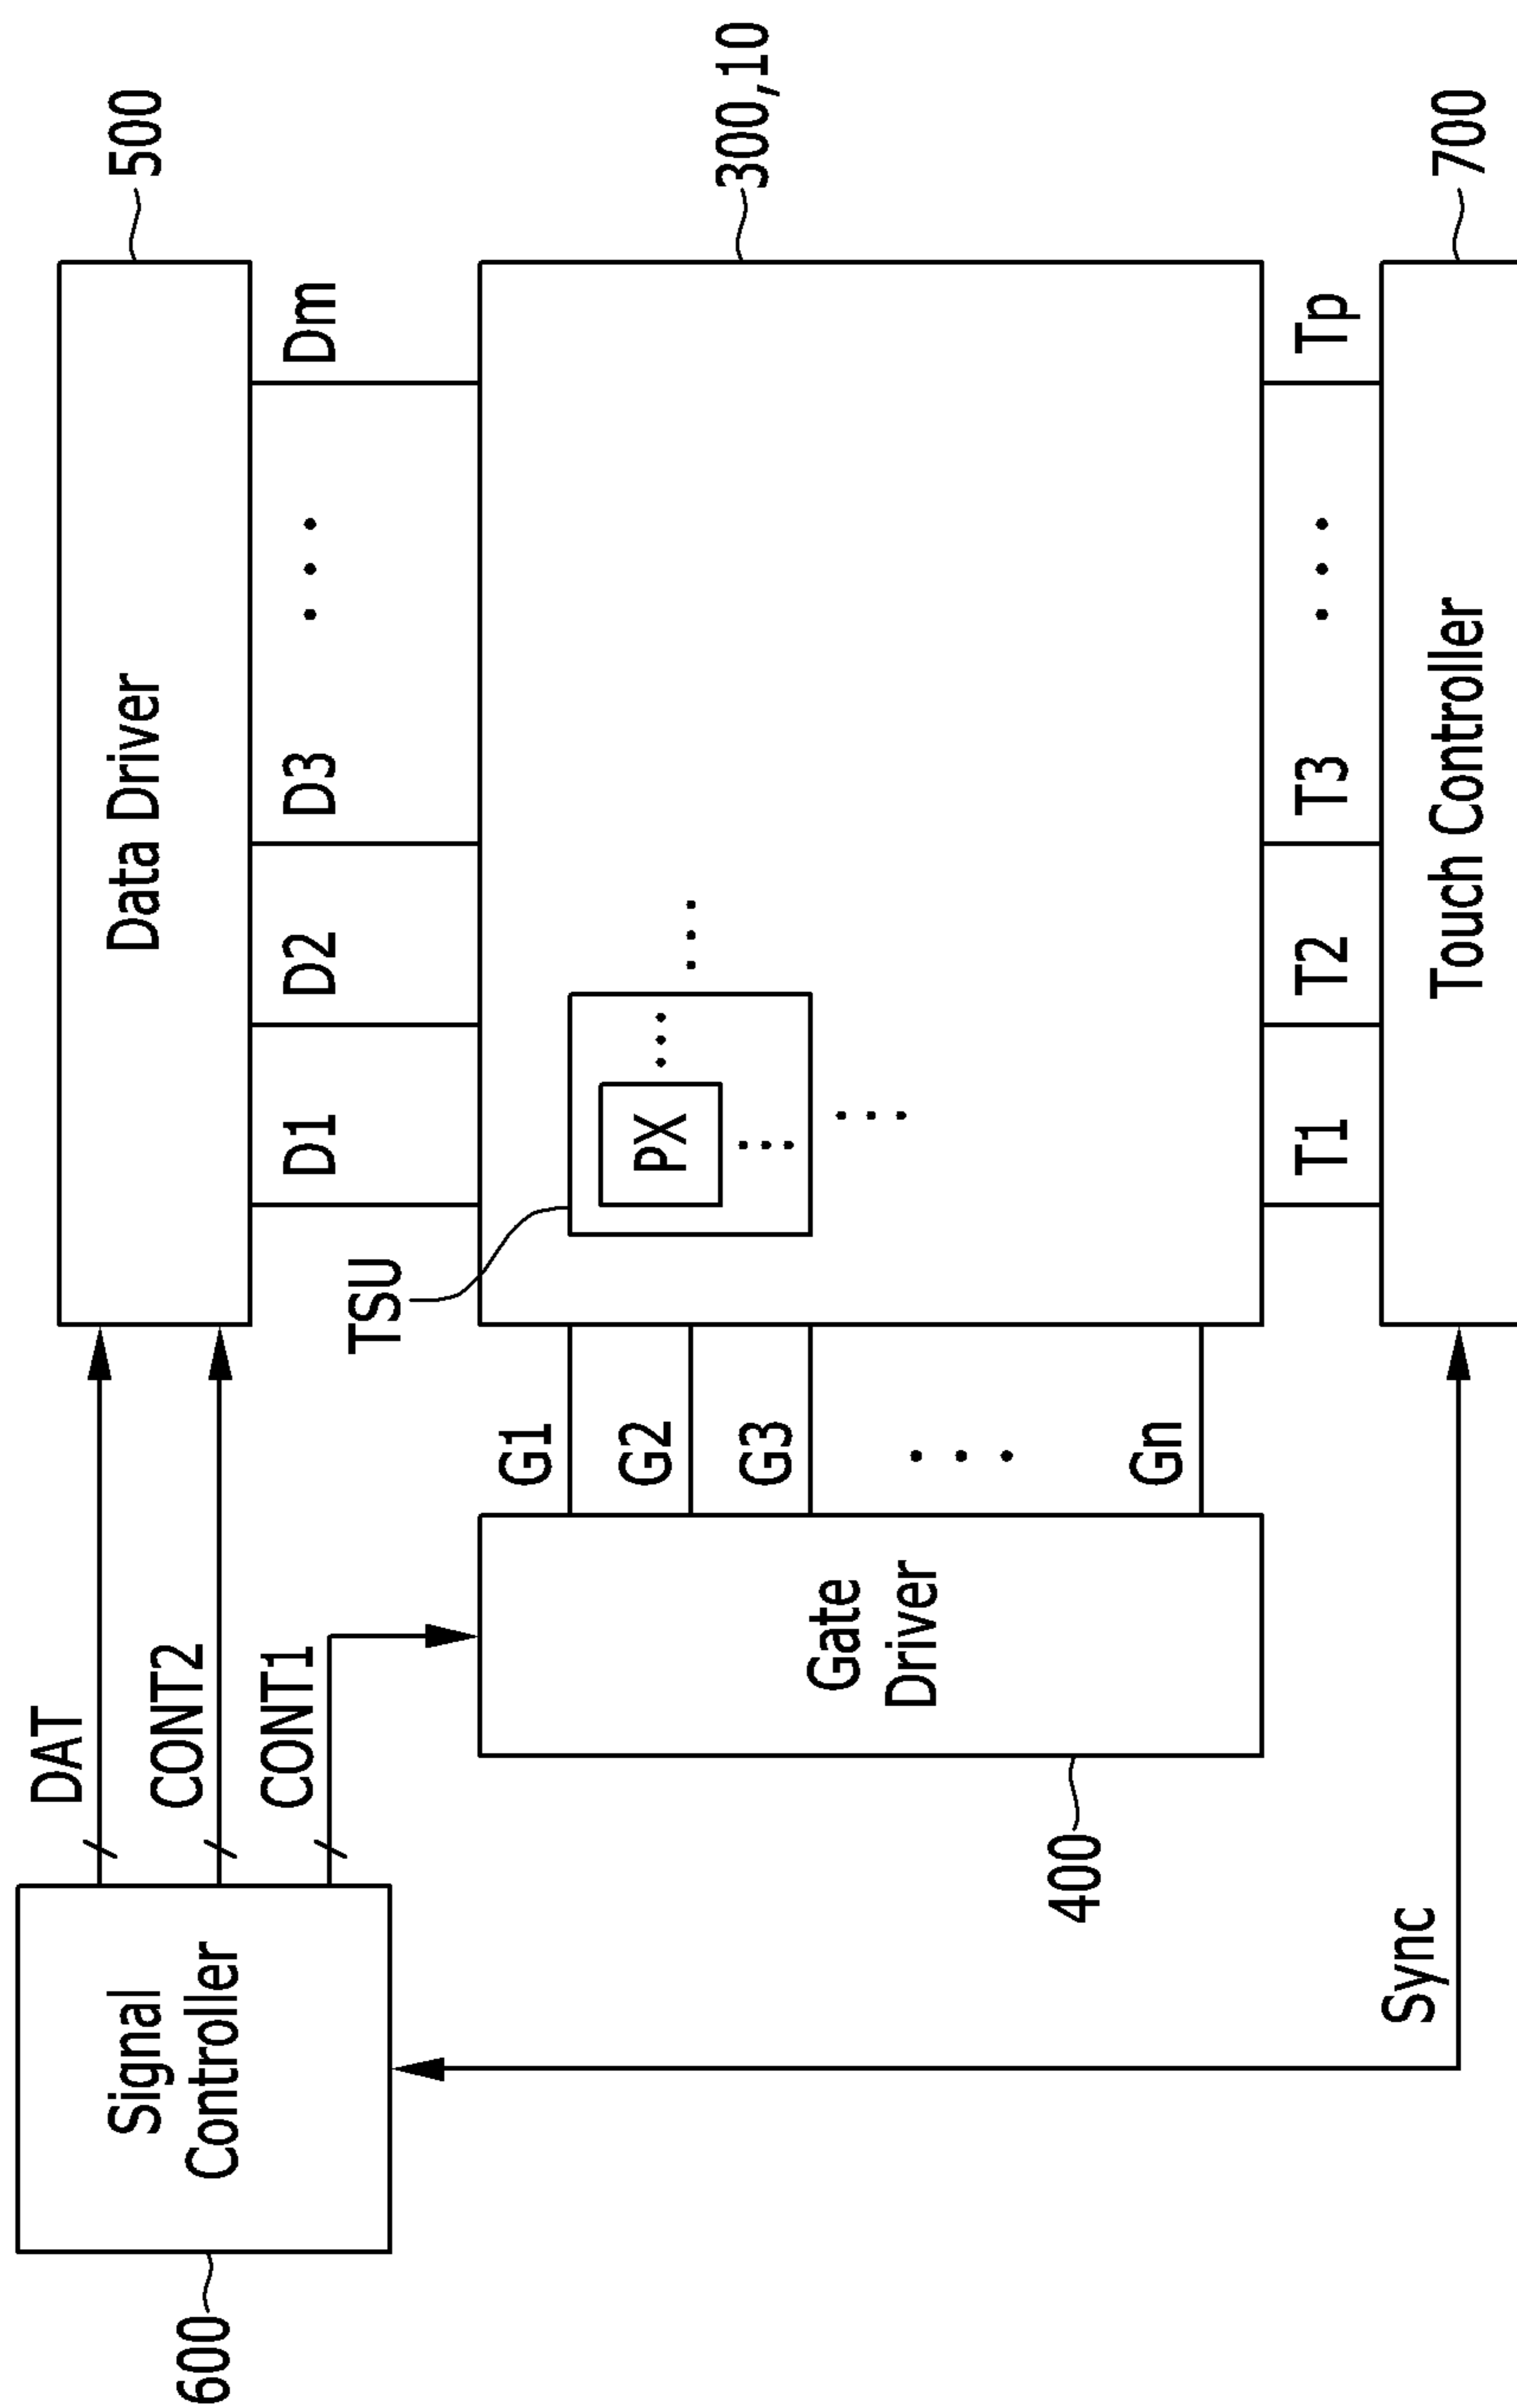 600
Signal
Controller
DAT
CONT2
CONT1
Data Driver
500
D1
D2
D3
Dm
TSU
PX
300,10
G1
G2
G3
Gn
Gate
Driver
400
T1
T2
T3
Tp
Sync
Touch Controller
700